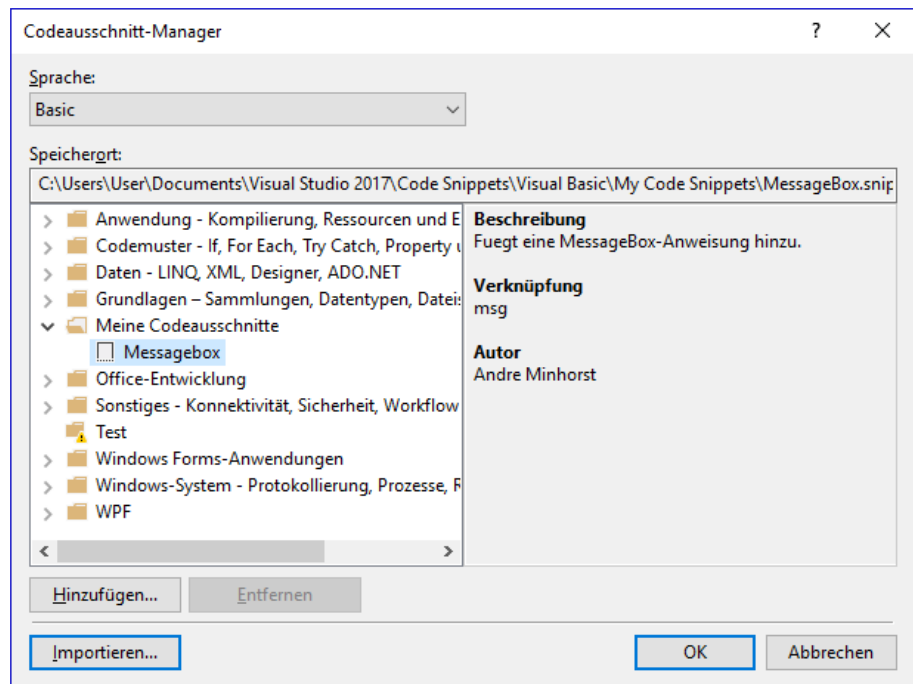 Codeausschnitt-Manager
Sprache:
Basic
Speicherort:
C:\Users\User\Documents\Visual Studio 2017\Code Snippets\Visual Basic\My Code Snippets\MessageBox.snip
Anwendung - Kompilierung, Ressourcen und E
Codemuster - If, For Each, Try Catch, Property u
Daten - LINQ, XML, Designer, ADO.NET
Grundlagen – Sammlungen, Datentypen, Dateis
Meine Codeausschnitte
Messagebox
Office-Entwicklung
Sonstiges - Konnektivität, Sicherheit, Workflow
Test
Windows Forms-Anwendungen
Windows-System - Protokollierung, Prozesse, R
WPF
Beschreibung
Fuegt eine MessageBox-Anweisung hinzu.
Verknüpfung
msg
Autor
Andre Minhorst
Hinzufügen...
Entfernen
Importieren...
OK
Abbrechen